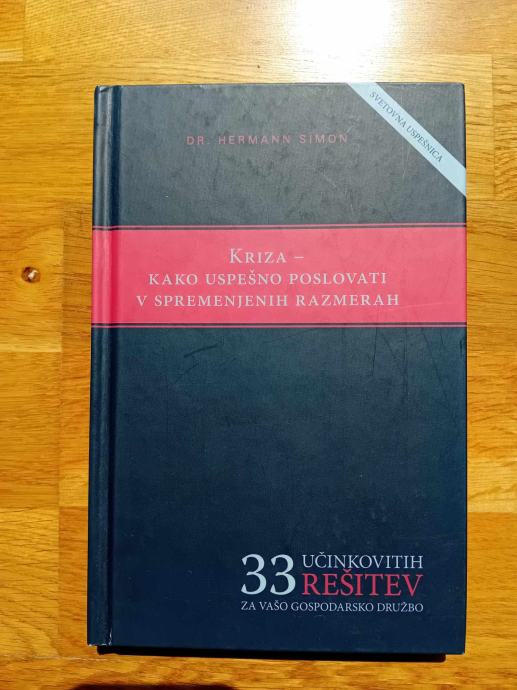 SVETOVNA USPEŠNICA
DR. HERMANN SIMON
KRIZA –
KAKO USPEŠNO POSLOVATI
V SPREMENJENIH RAZMERAH
33 UČINKOVITIH
REŠITEV
ZA VAŠO GOSPODARSKO DRUŽBO